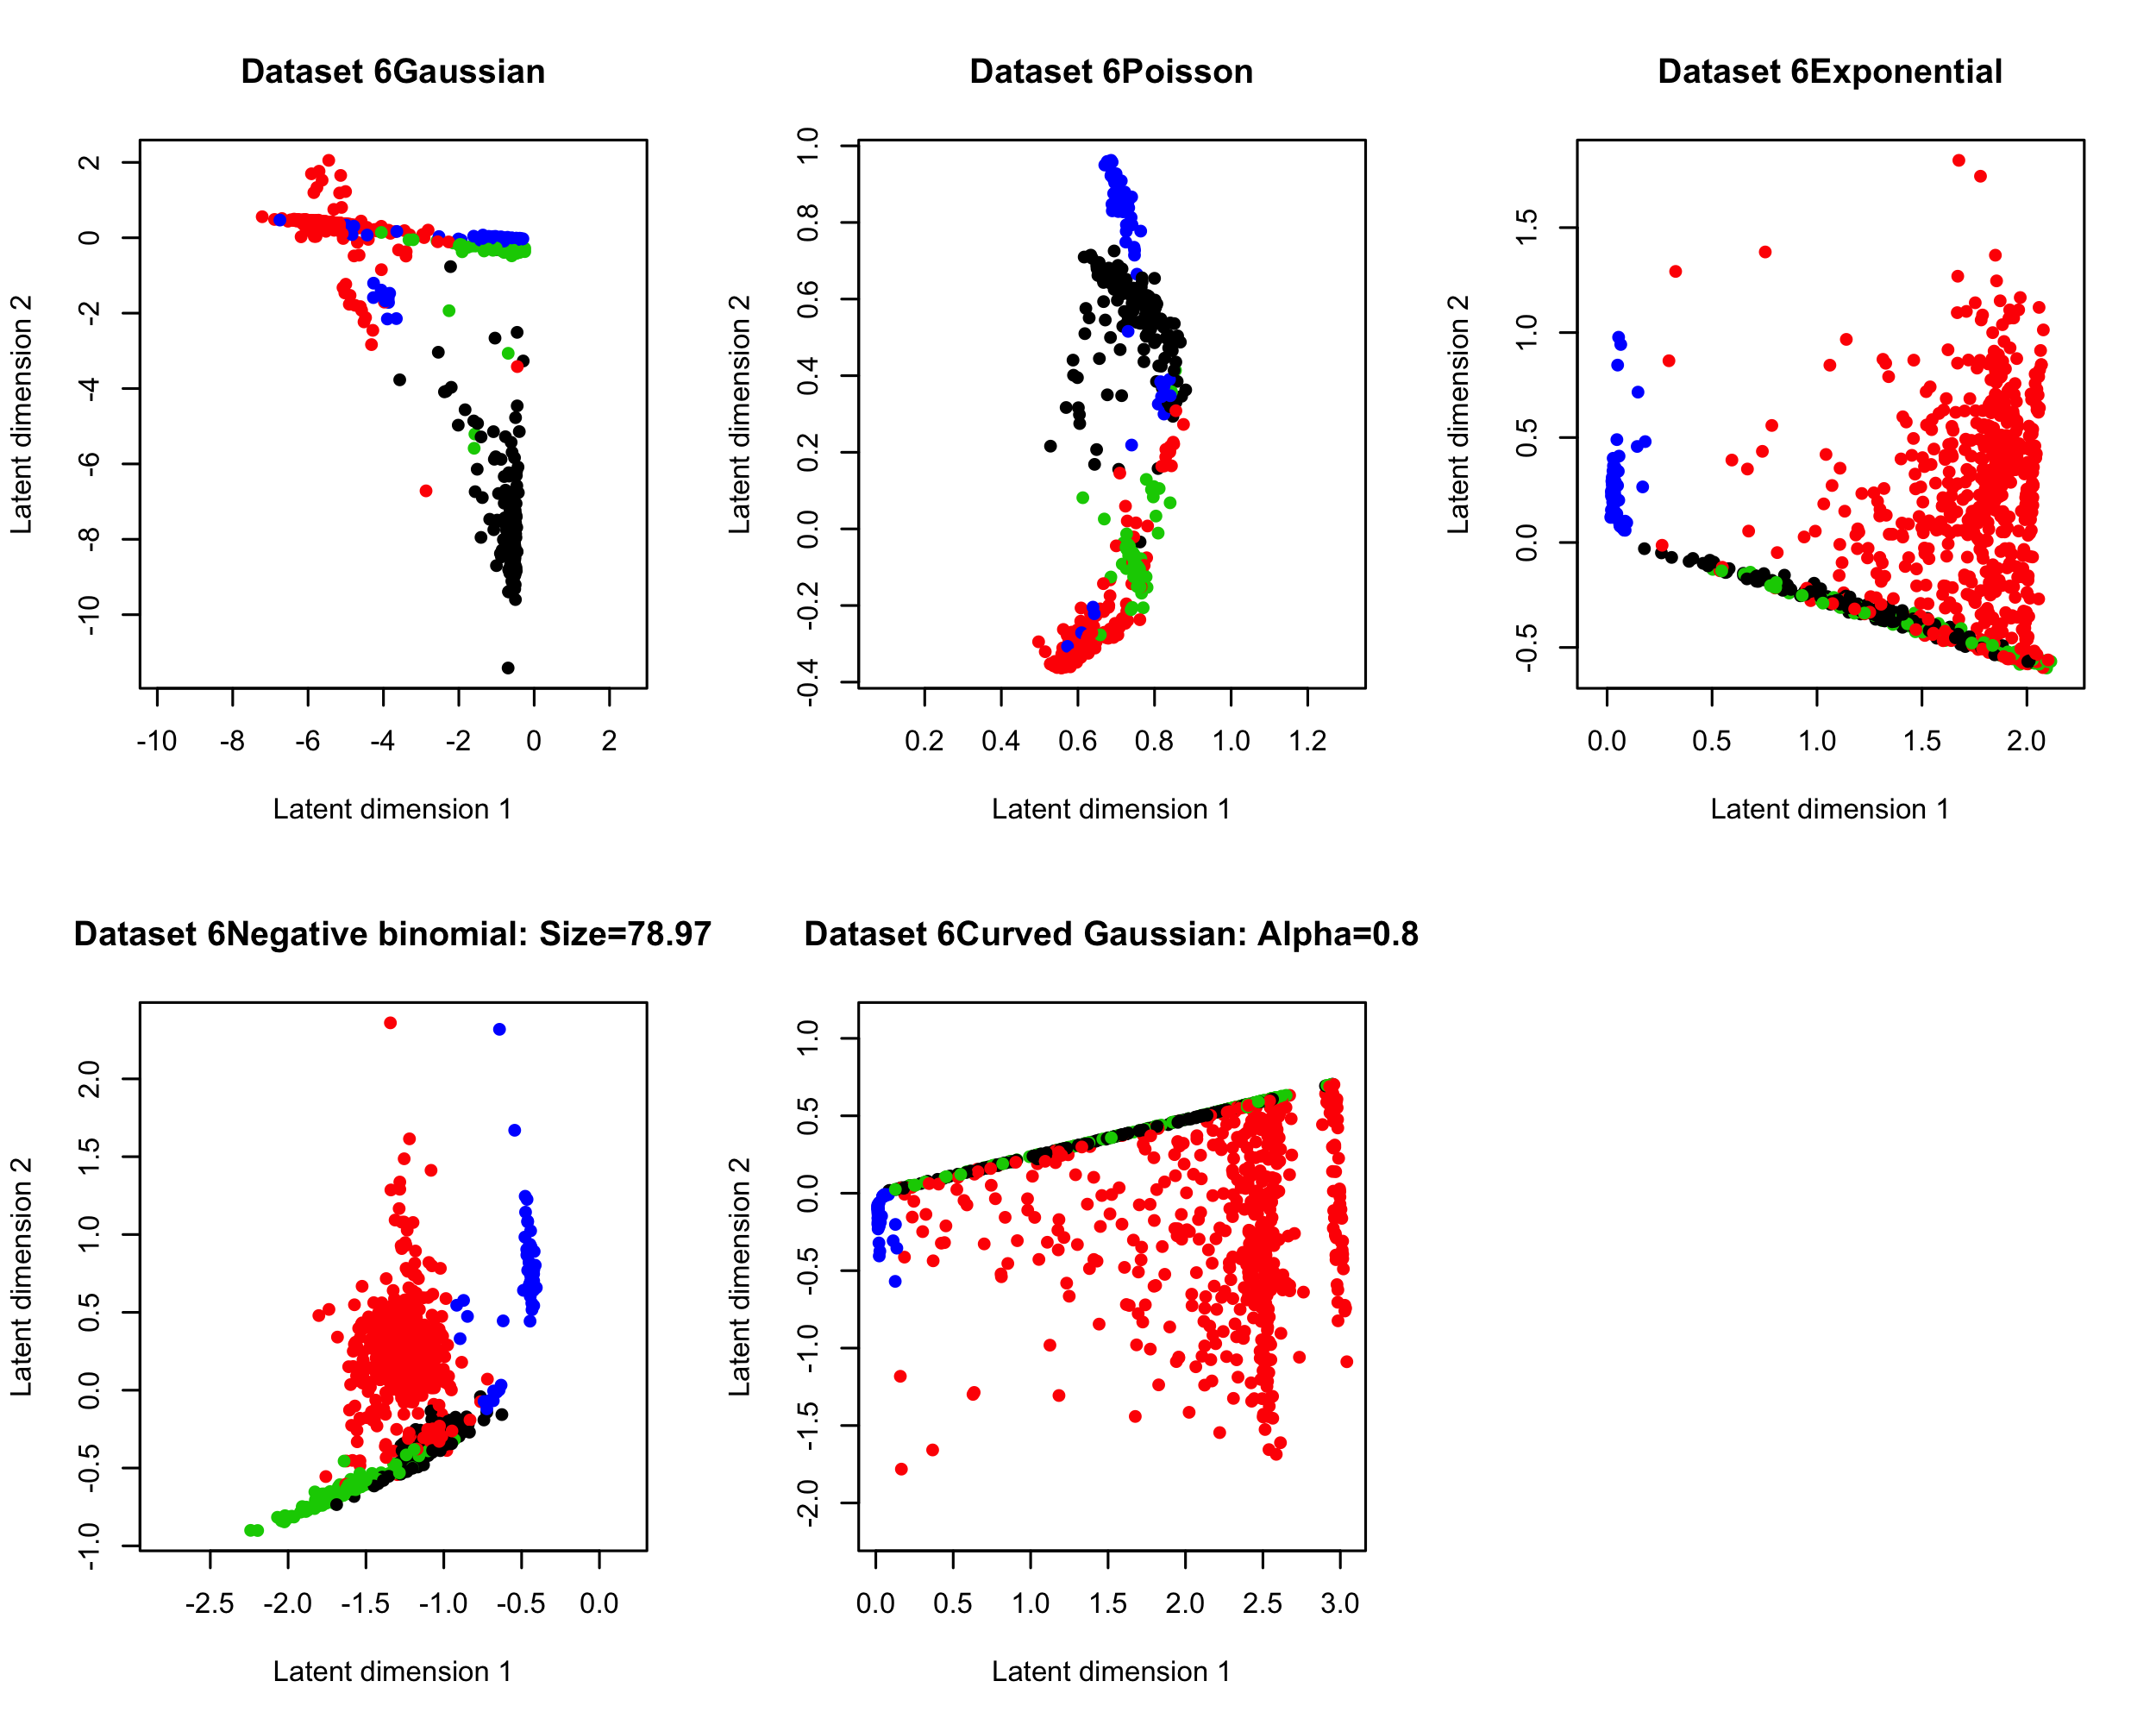 Dataset 6Gaussian
Latent dimension 2
2
0
-2
-4
-6
-8
-10
-10 -8 -6 -4 -2 0 2
Latent dimension 1
Dataset 6Poisson
Latent dimension 2
1.0
0.8
0.6
0.4
0.2
0.0
-0.2
-0.4
0.2 0.4 0.6 0.8 1.0 1.2
Latent dimension 1
Dataset 6Exponential
Latent dimension 2
1.5
1.0
0.5
0.0
-0.5
0.0 0.5 1.0 1.5 2.0
Latent dimension 1
Dataset 6Negative binomial: Size=78.97
Latent dimension 2
2.0
1.5
1.0
0.5
0.0
-0.5
-1.0
-2.5 -2.0 -1.5 -1.0 -0.5 0.0
Latent dimension 1
Dataset 6Curved Gaussian: Alpha=0.8
Latent dimension 2
1.0
0.5
0.0
-0.5
-1.0
-1.5
-2.0
0.0 0.5 1.0 1.5 2.0 2.5 3.0
Latent dimension 1